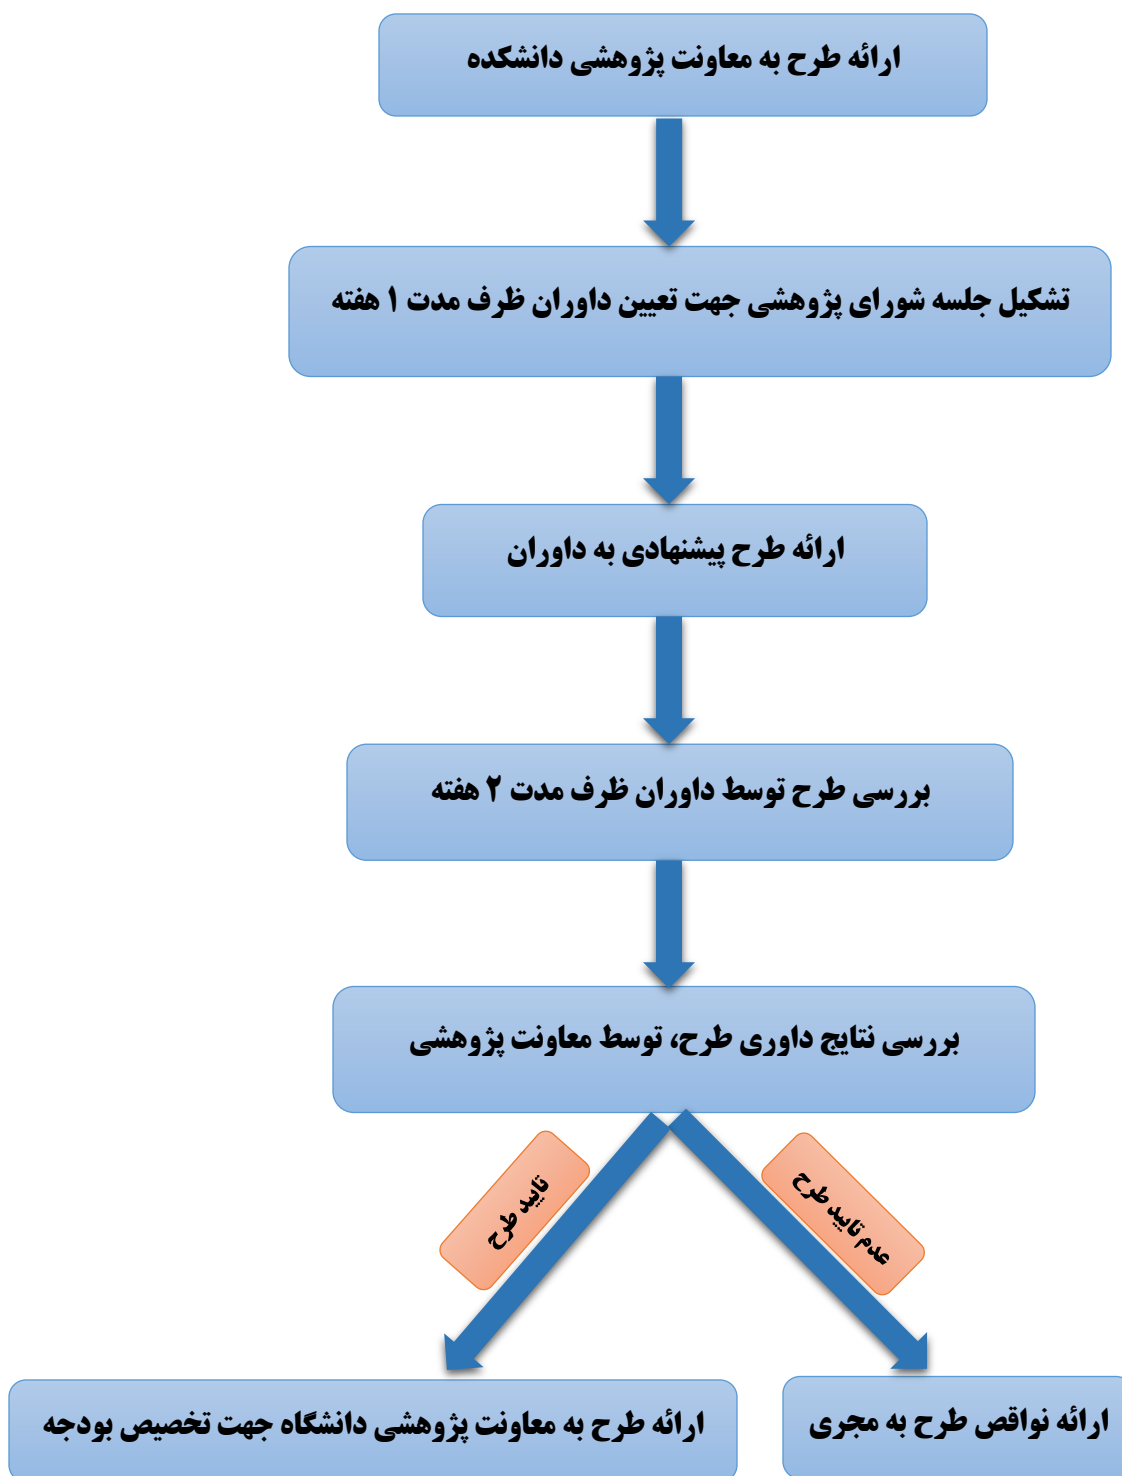 ارائه طرح به معاونت پژوهشی دانشکده
تشکیل جلسه شورای پژوهشی جهت تعیین داوران ظرف مدت ۱ هفته
ارائه طرح پیشنهادی به داوران
بررسی طرح توسط داوران ظرف مدت ۲ هفته
بررسی نتایج داوری طرح، توسط معاونت پژوهشی
عدم تایید طرح
تایید طرح
ارائه نواقص طرح به مجری
ارائه طرح به معاونت پژوهشی دانشگاه جهت تخصیص بودجه